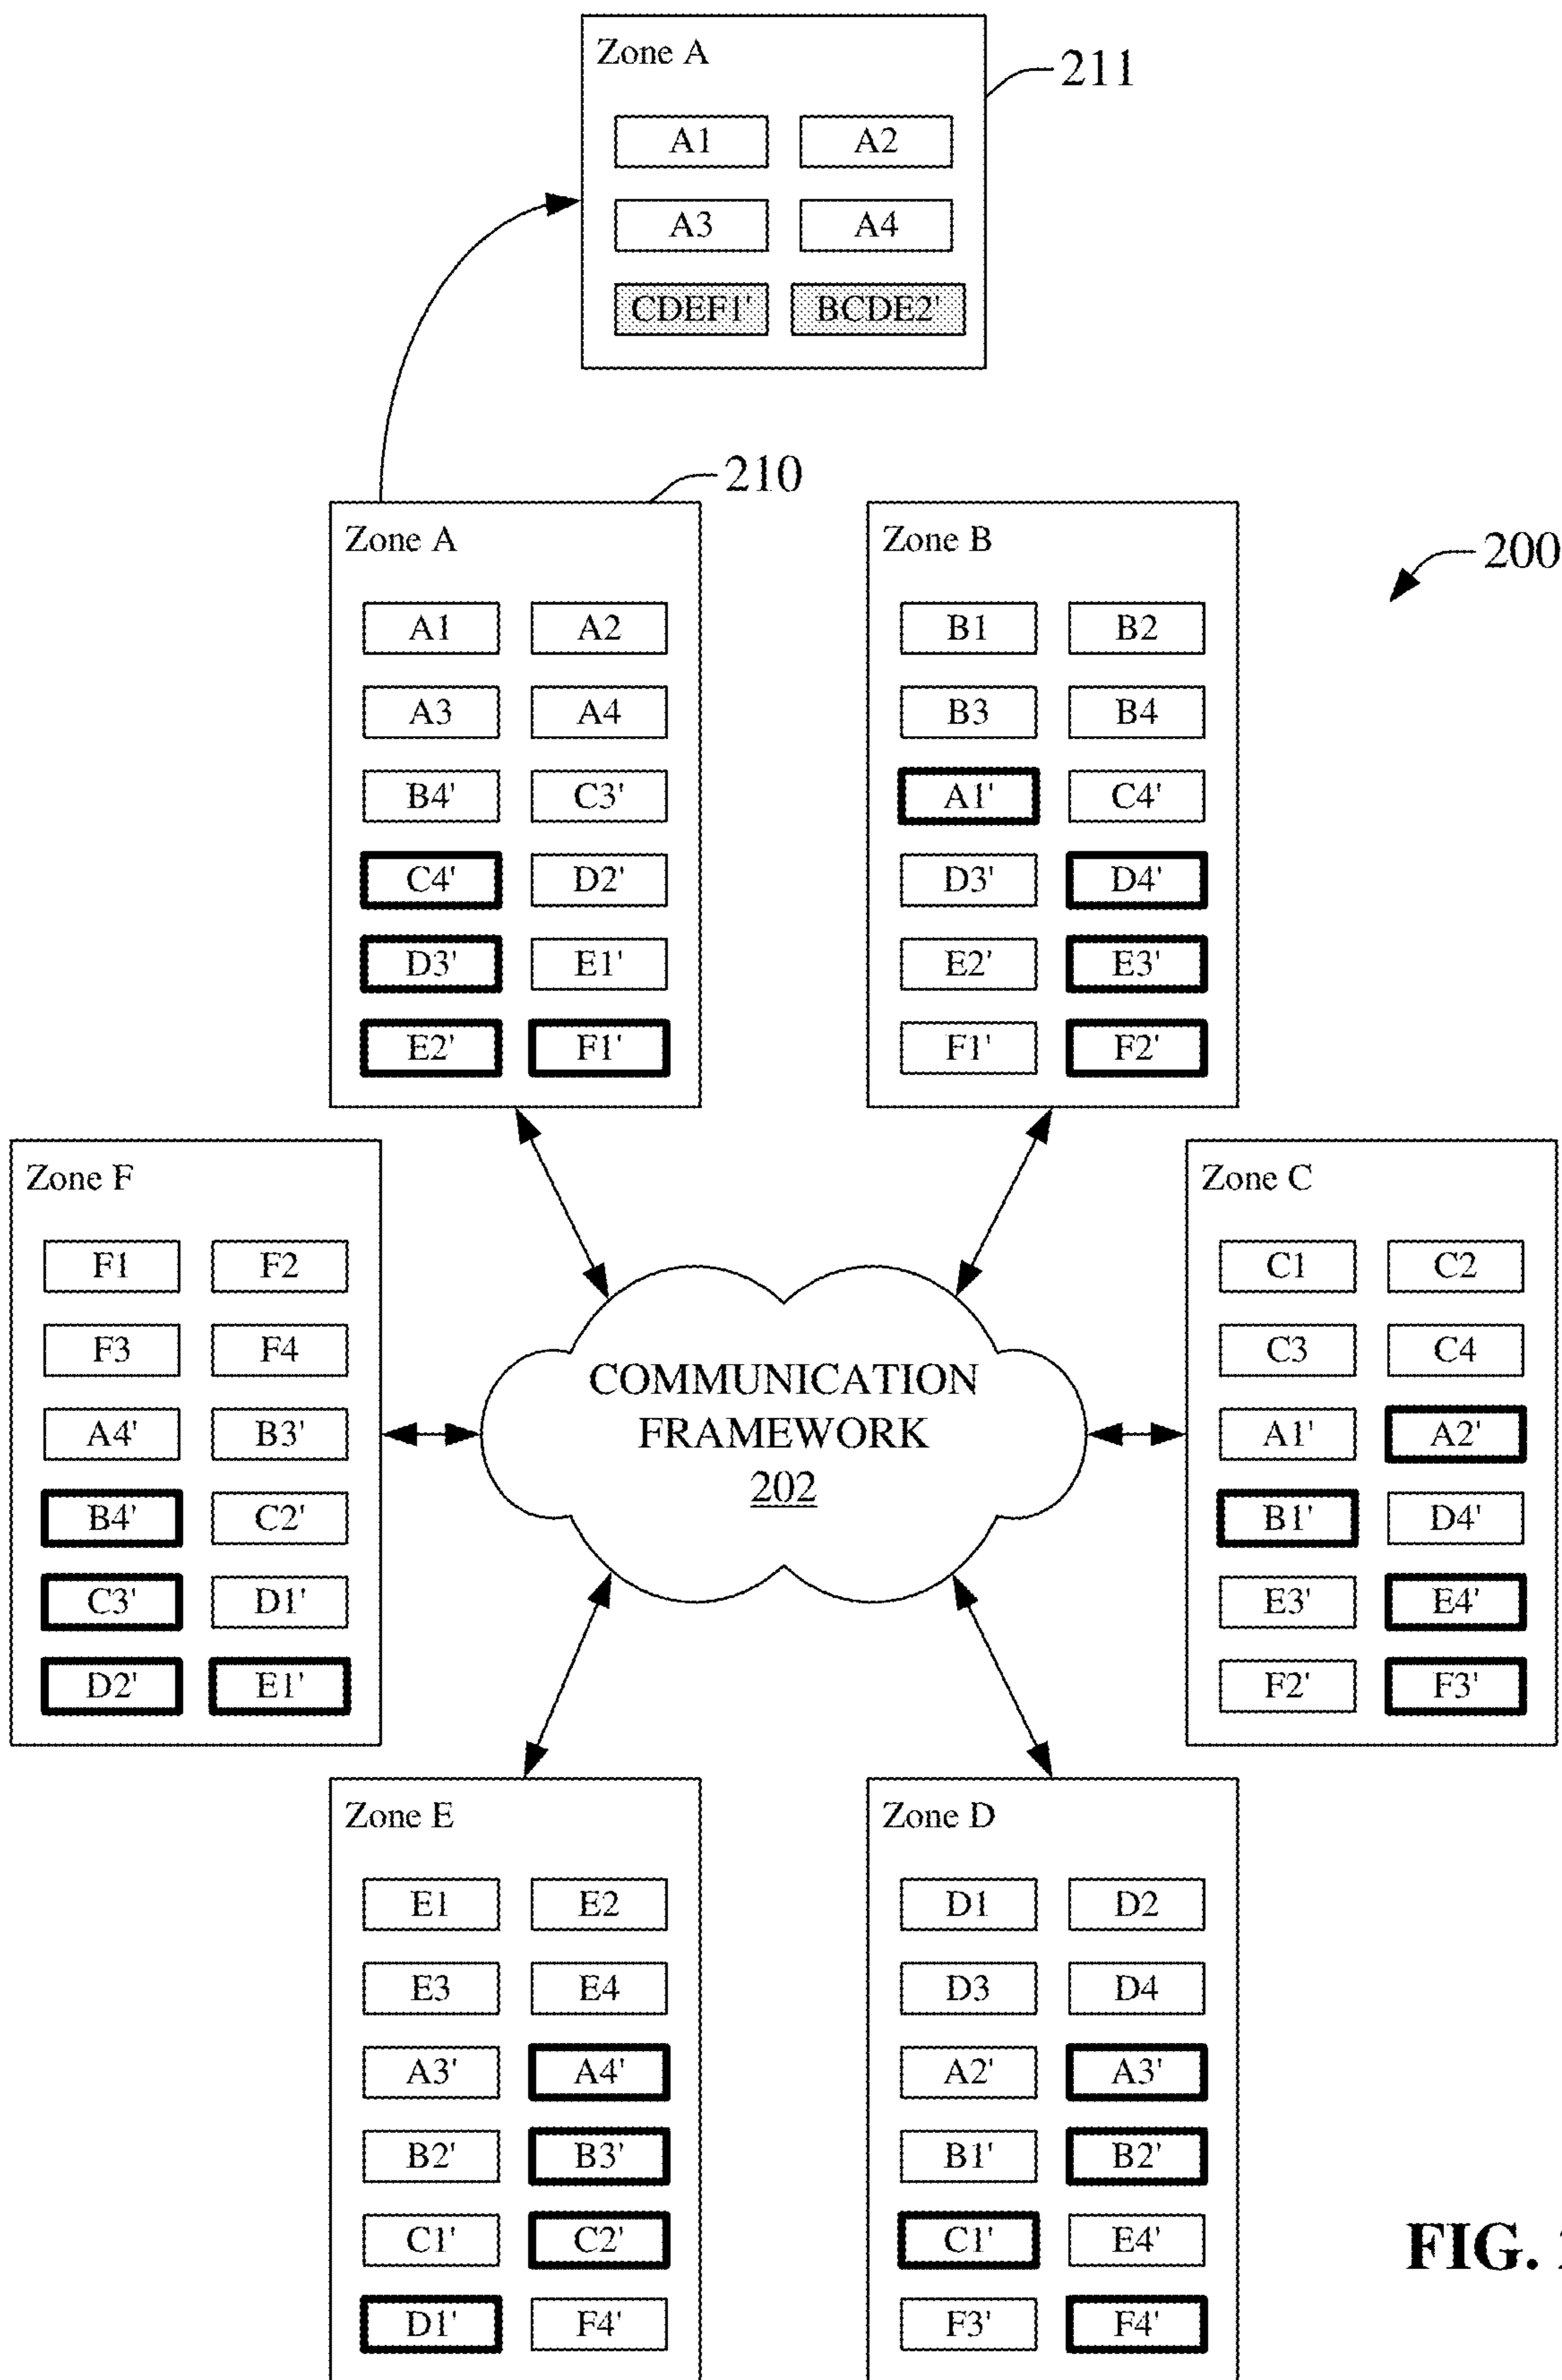 Zone A
211
A1 A2
A3 A4
CDEF1' BCDE2'
210
200
Zone A
A1 A2
A3 A4
B4' C3'
C4' D2'
D3' E1'
E2' F1'
Zone B
B1 B2
B3 B4
A1' C4'
D3' D4'
E2' E3'
F1' F2'
Zone F
F1 F2
F3 F4
A4' B3'
B4' C2'
C3' D1'
D2' E1'
COMMUNICATION
FRAMEWORK
202
Zone C
C1 C2
C3 C4
A1' A2'
B1' D4'
E3' E4'
F2' F3'
Zone E
E1 E2
E3 E4
A3' A4'
B2' B3'
C1' C2'
D1' F4'
Zone D
D1 D2
D3 D4
A2' A3'
B1' B2'
C1' E4'
F3' F4'
FIG.